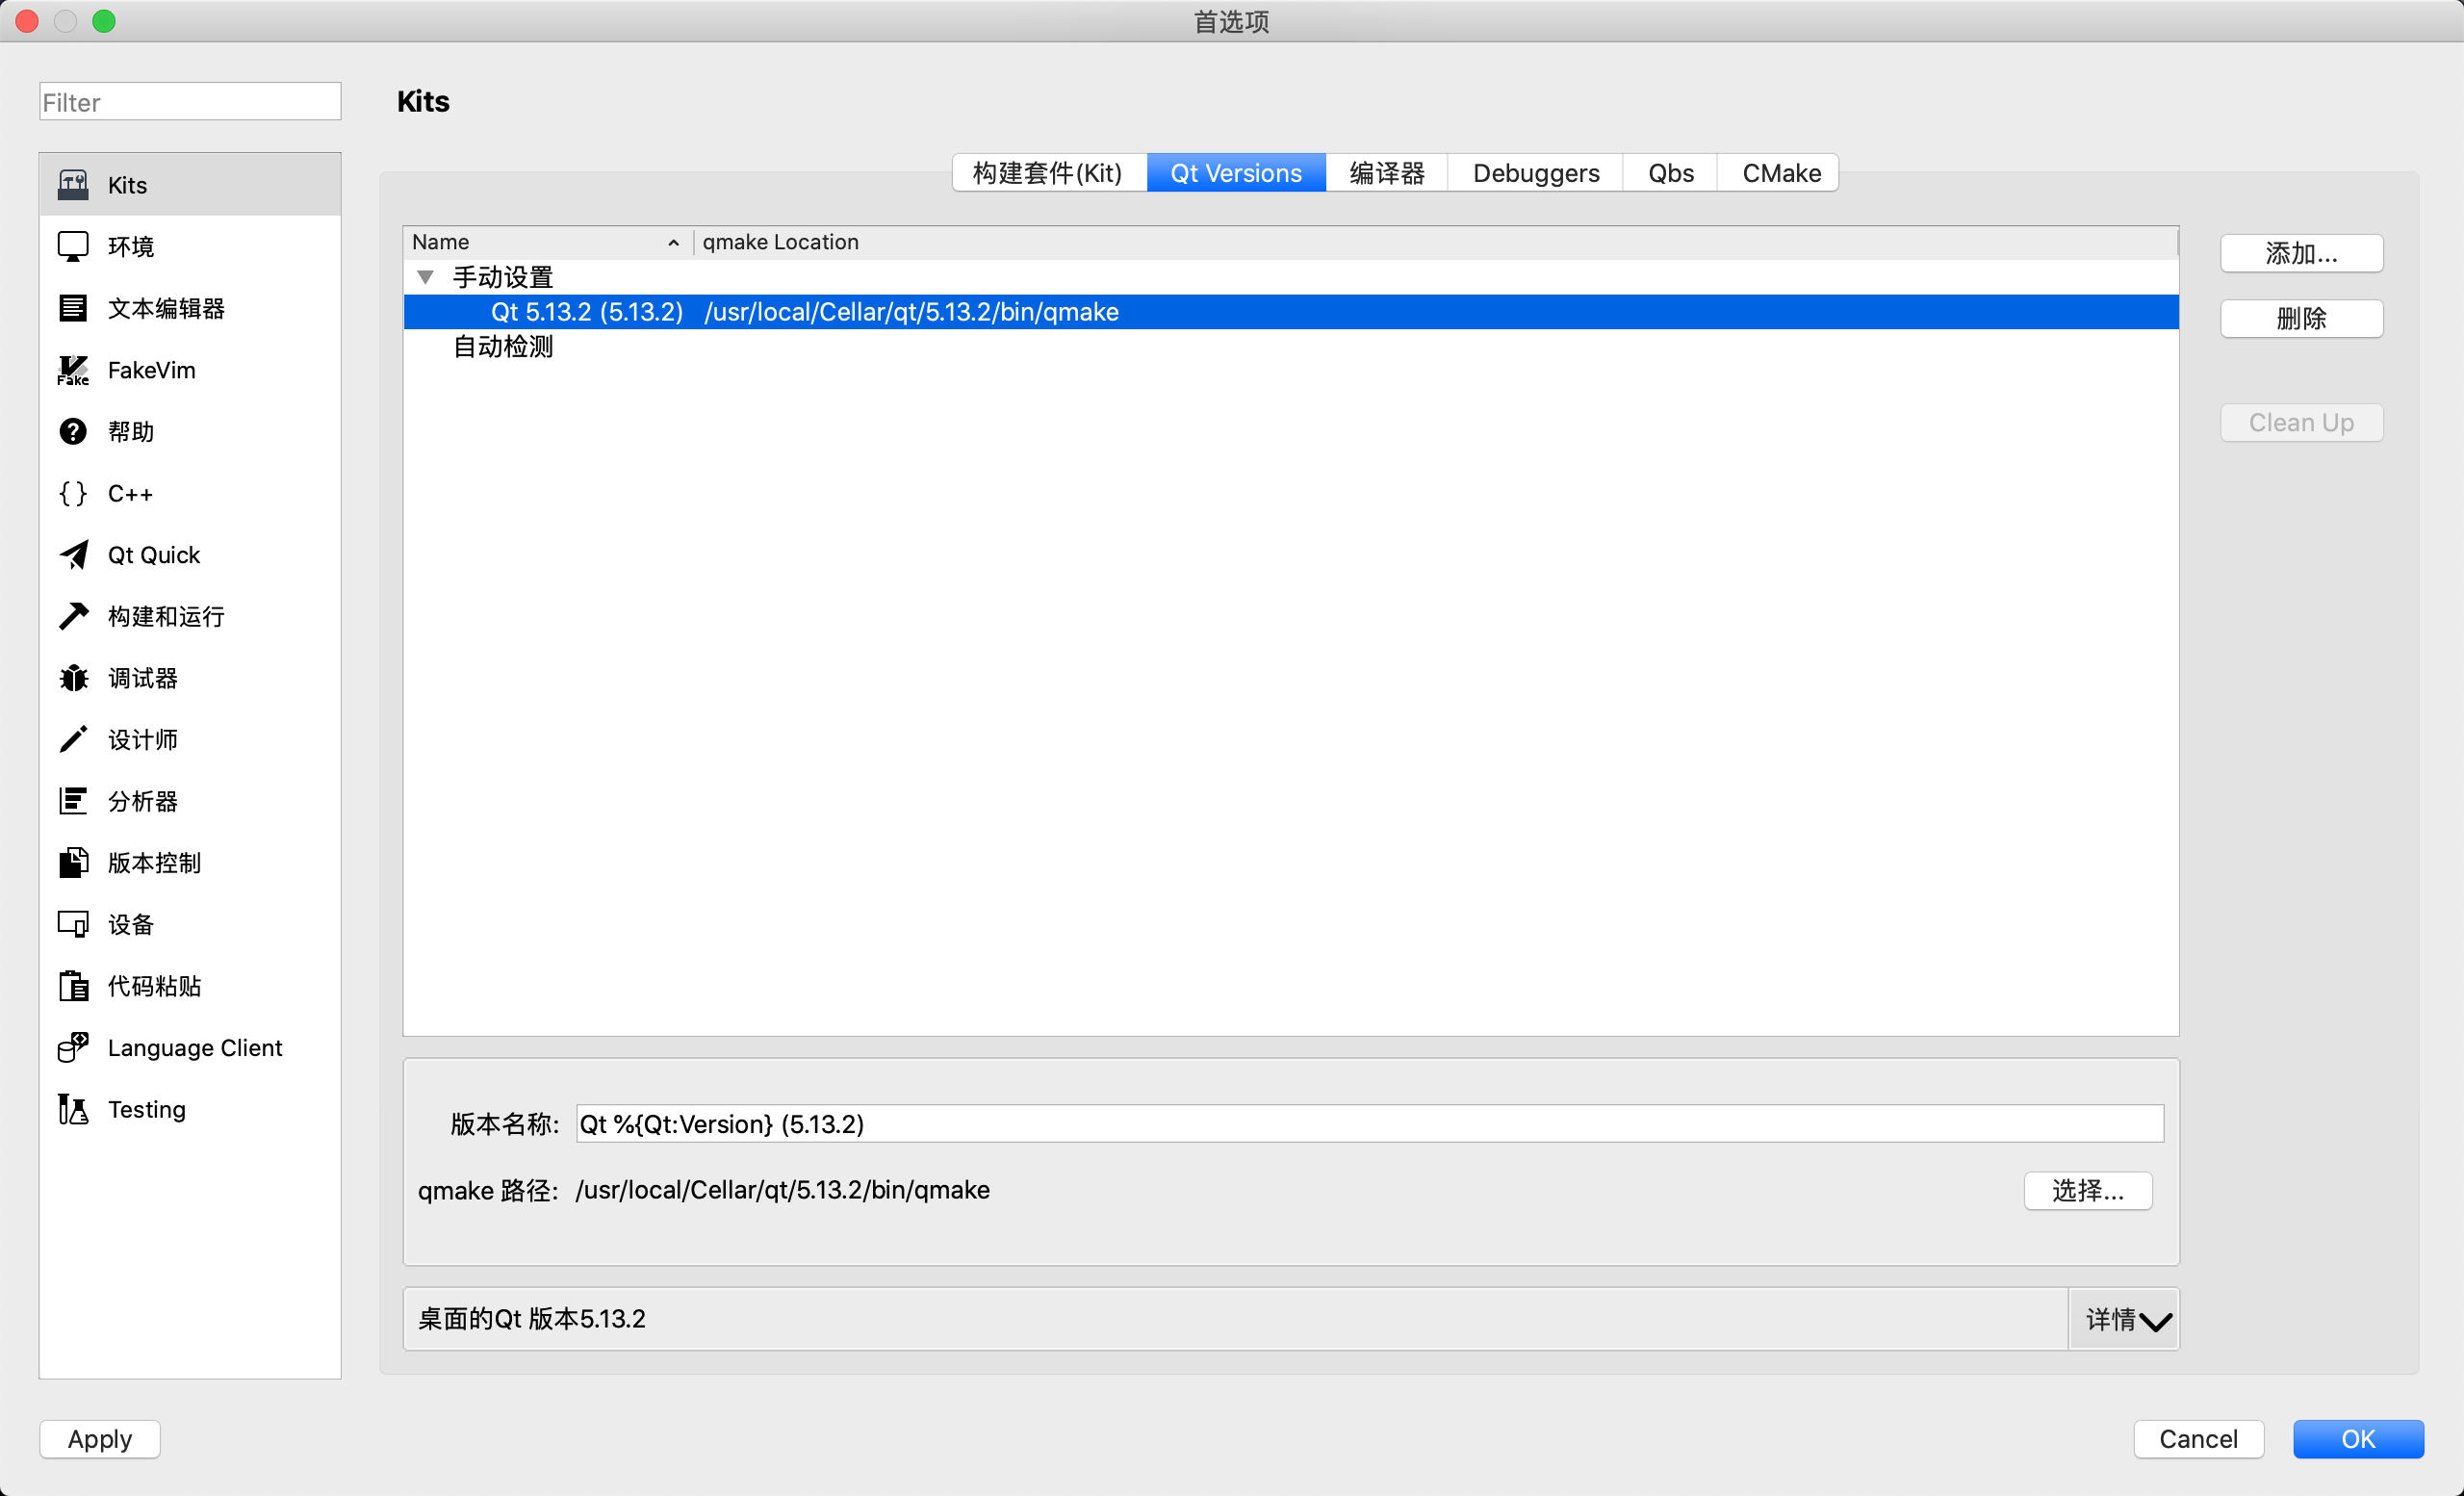 首选项
Filter
Kits
Kits
环境
文本编辑器
Fake
FakeVim
帮助
C++
Qt Quick
构建和运行
调试器
设计师
分析器
版本控制
设备
代码粘贴
Language Client
Testing
构建套件(Kit) Qt Versions 编译器 Debuggers Qbs CMake
Name qmake Location
手动设置
Qt 5.13.2 (5.13.2) /usr/local/Cellar/qt/5.13.2/bin/qmake
自动检测
添加...
删除
Clean Up
版本名称: Qt %{Qt:Version} (5.13.2)
qmake 路径: /usr/local/Cellar/qt/5.13.2/bin/qmake 选择...
桌面的Qt 版本5.13.2 详情
Apply Cancel OK